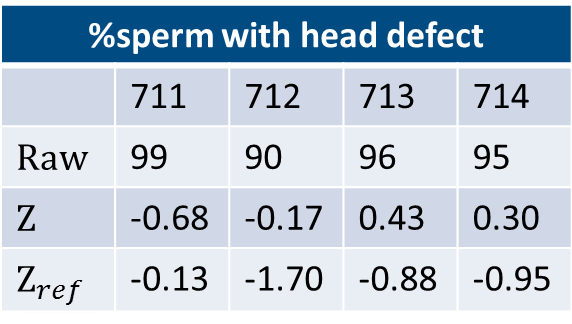 %sperm with head defect
711 712 713 714
Raw 99 90 96 95
Z -0.68 -0.17 0.43 0.30
Zref -0.13 -1.70 -0.88 -0.95